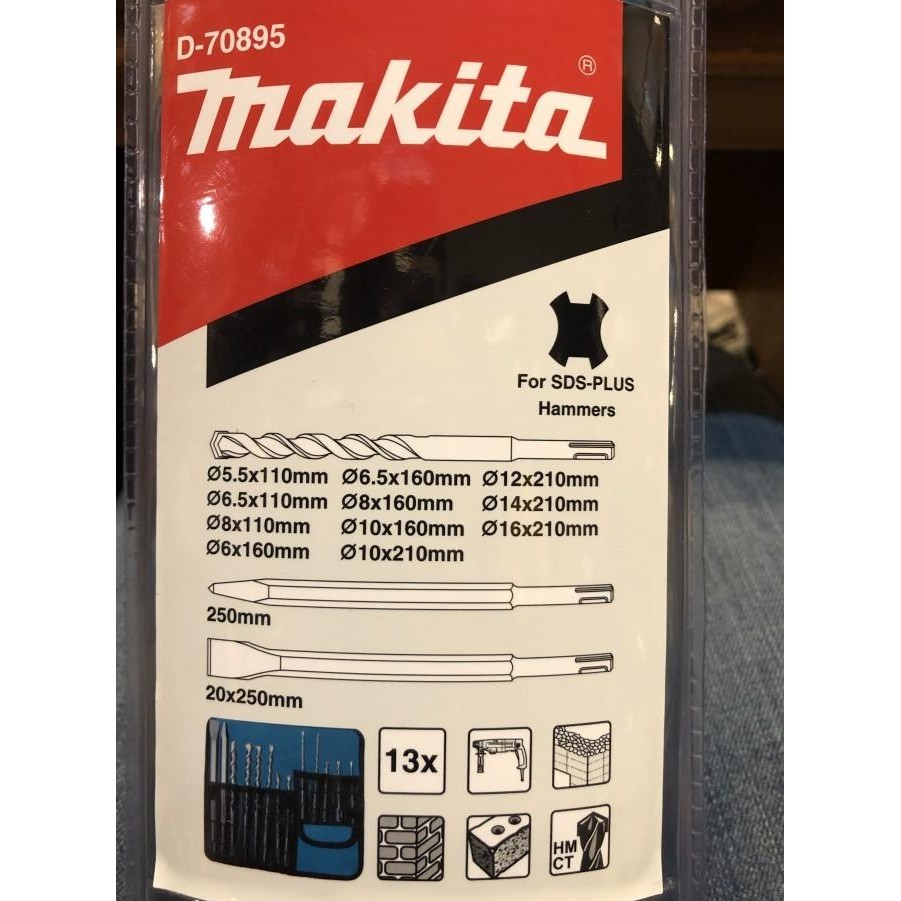 D-70895
makita®
For SDS-PLUS
Hammers
Ø5.5x110mm Ø6.5x160mm Ø12x210mm
Ø6.5x110mm Ø8x160mm Ø14x210mm
Ø8x110mm Ø10x160mm Ø16x210mm
Ø6x160mm Ø10x210mm
250mm
20x250mm
13x
HM
CT